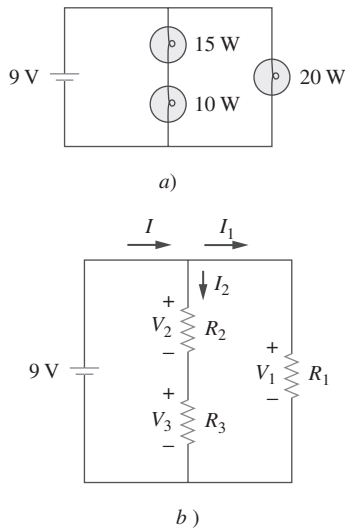 15 W
9 V
20 W
10 W
a)
I I₁
I₂
+
V₂ R₂
–
+
9 V
V₁ R₁
+
–
V₃ R₃
–
b )